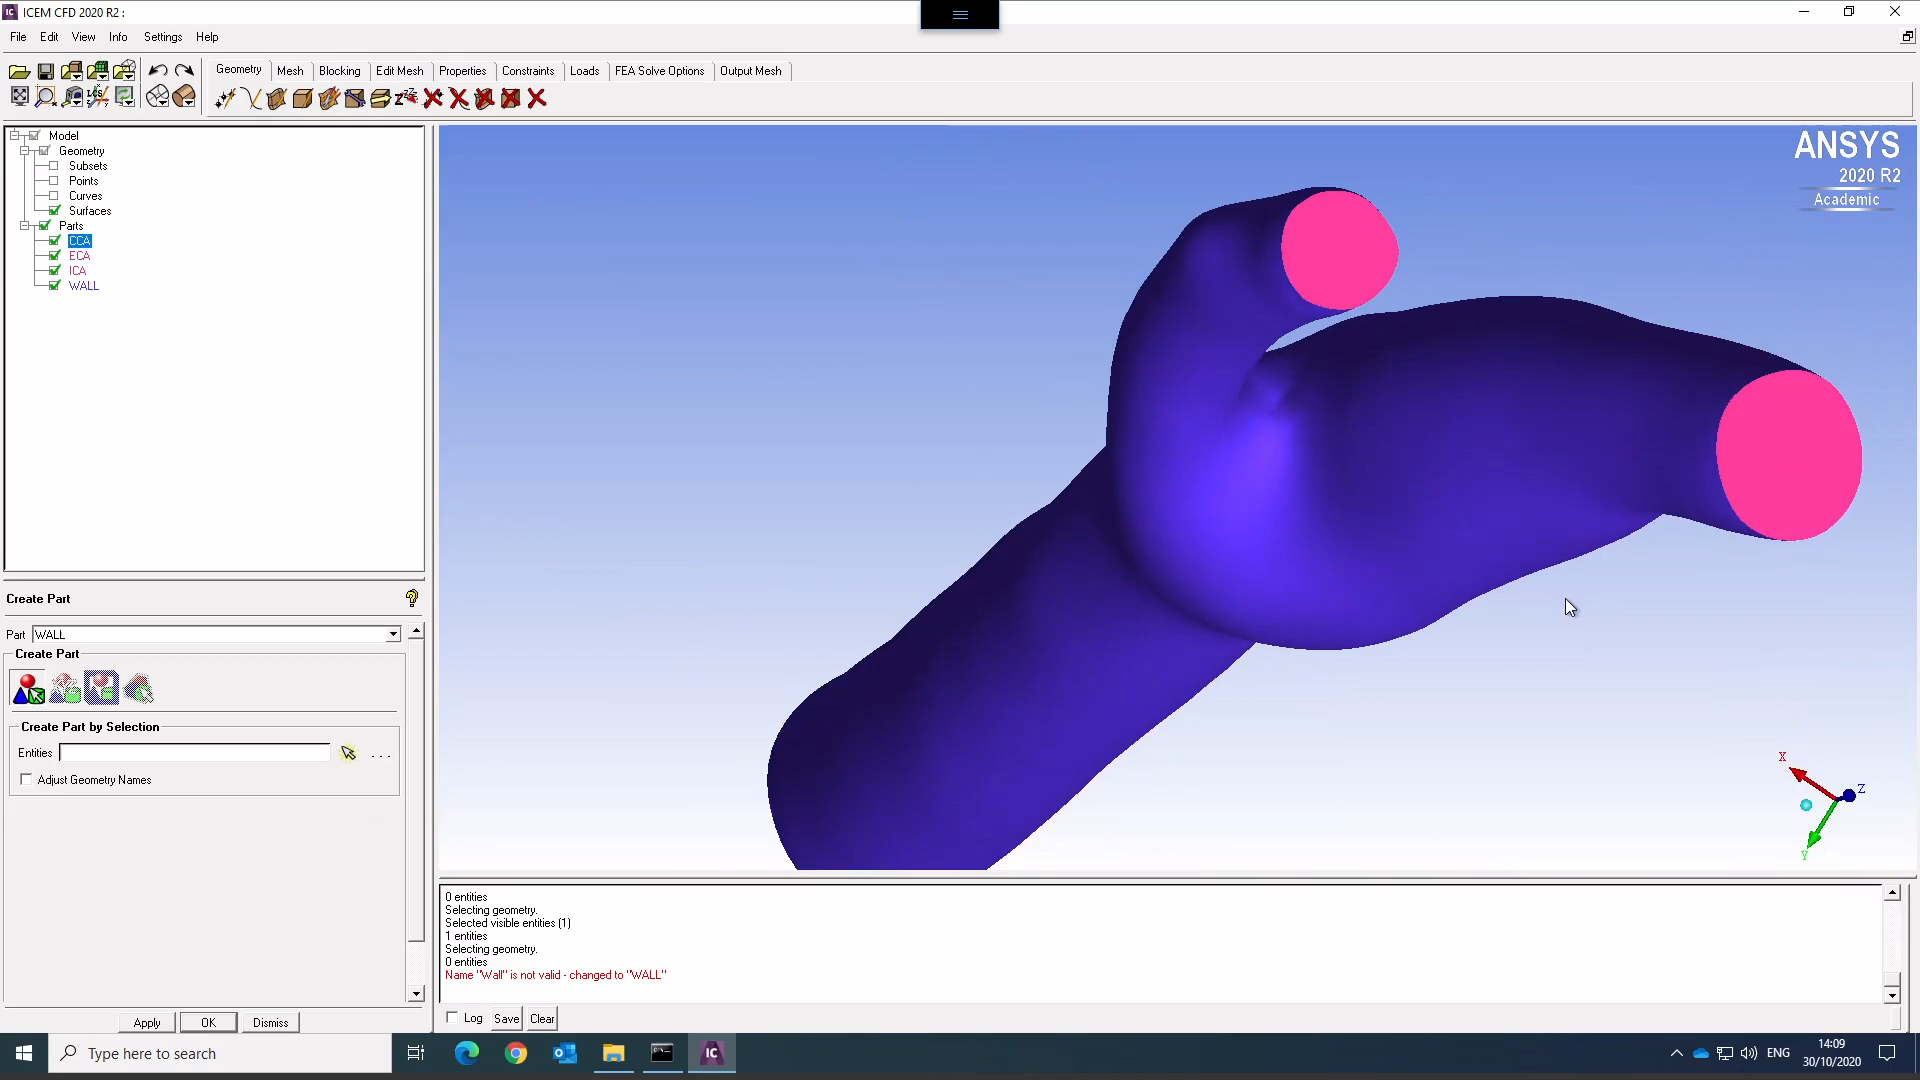 ICEM CFD 2020 R2 :
File Edit View Info Settings Help
Geometry Mesh Blocking Edit Mesh Properties Constraints Loads FEA Solve Options Output Mesh
LCS
Model
Geometry
Subsets
Points
Curves
Surfaces
Parts
CCA
ECA
ICA
WALL
ANSYS
2020 R2
Academic
Create Part
Part WALL
Create Part
Create Part by Selection
Entities ...
Adjust Geometry Names
Apply OK Dismiss
X
Z
Y
0 entities
Selecting geometry.
Selected visible entities (1)
1 entities
Selecting geometry.
0 entities
Name "Wall" is not valid - changed to "WALL"
Log Save Clear
Type here to search
IC
ENG
14:09
30/10/2020